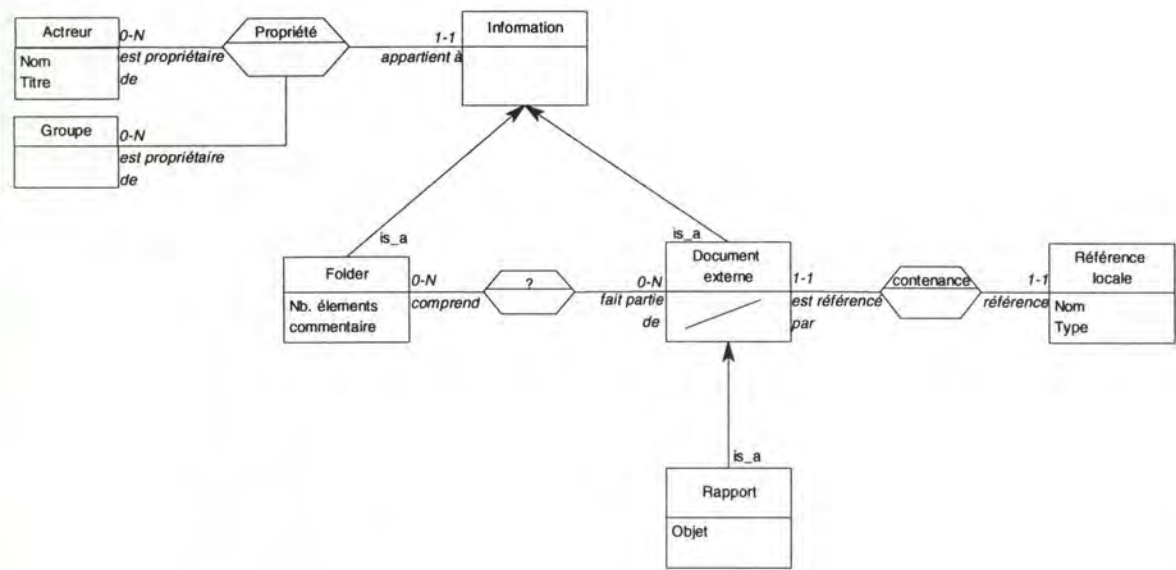 Acteur
Nom
Titre
0-N
est propriétaire
de
Propriété
1-1
appartient à
Information
Groupe
0-N
est propriétaire
de
is_a
is_a
Folder
Nb. élements
commentaire
0-N
comprend
?
0-N
fait partie
de
Document
externe
1-1
est référencé
par
contenance
1-1
référence
Référence
locale
Nom
Type
is_a
Rapport
Objet